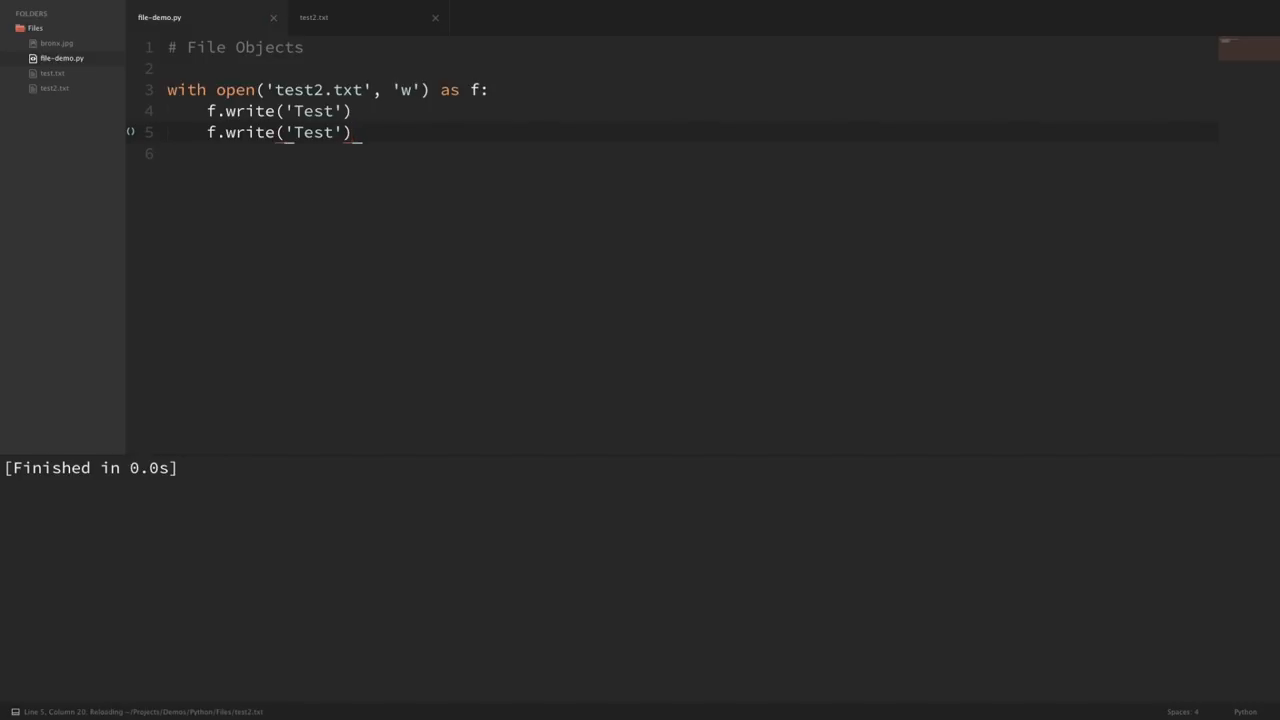 FOLDERS
Files
bronx.jpg
file-demo.py
test.txt
test2.txt
file-demo.py
test2.txt
1 # File Objects
2
3 with open('test2.txt', 'w') as f:
4 f.write('Test')
5 f.write('Test')
6
[Finished in 0.0s]
Line 5, Column 20; Reloading ~/Projects/Demos/Python/Files/test2.txt
Spaces: 4
Python